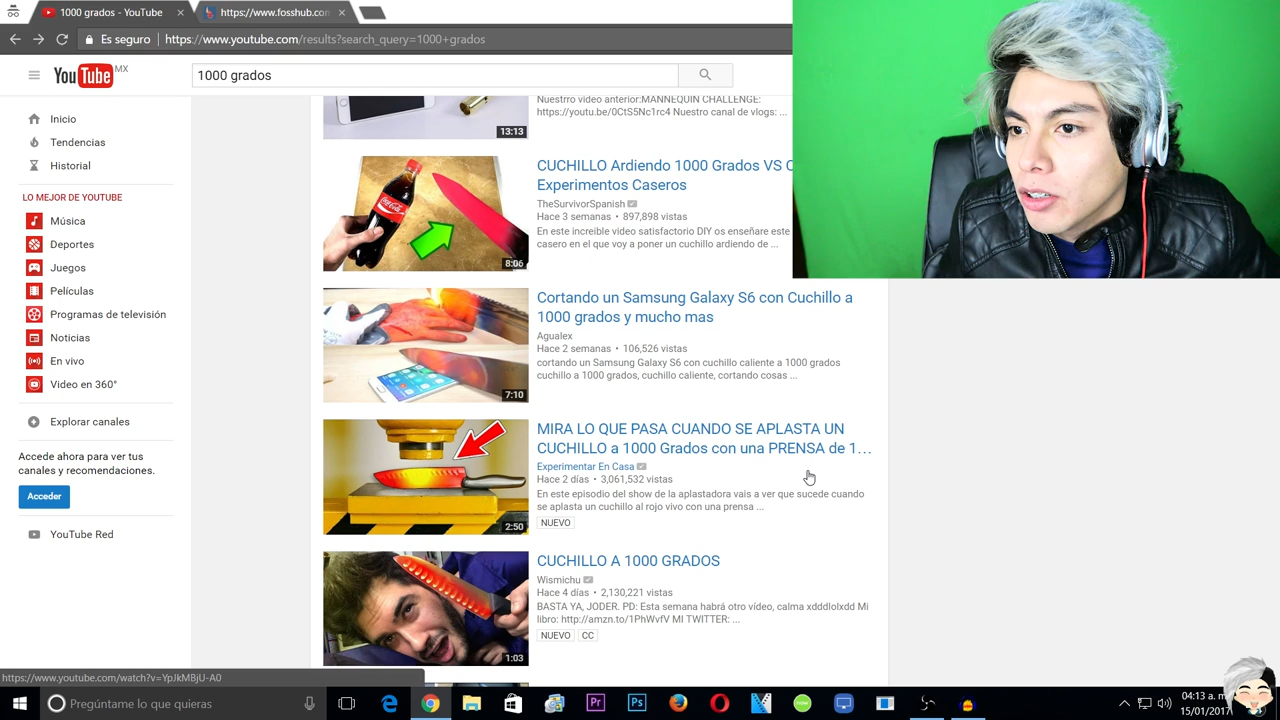 1000 grados - YouTube
https://www.fosshub.com
Es seguro
https://www.youtube.com/results?search_query=1000+grados
YouTube MX
1000 grados
Inicio
Tendencias
Historial
LO MEJOR DE YOUTUBE
Música
Deportes
Juegos
Películas
Programas de televisión
Noticias
En vivo
Video en 360°
Explorar canales
Accede ahora para ver tus
canales y recomendaciones.
Acceder
YouTube Red
Nuestrro video anterior:MANNEQUIN CHALLENGE:
https://youtu.be/0CtS5Nc1rc4 Nuestro canal de vlogs: ...
13:13
CUCHILLO Ardiendo 1000 Grados VS C
Experimentos Caseros
TheSurvivorSpanish
Hace 3 semanas • 897,898 vistas
En este increible video satisfactorio DIY os enseñare este
casero en el que voy a poner un cuchillo ardiendo de ...
Coca-Cola
8:06
Cortando un Samsung Galaxy S6 con Cuchillo a
1000 grados y mucho mas
Agualex
Hace 2 semanas • 106,526 vistas
cortando un Samsung Galaxy S6 con cuchillo caliente a 1000 grados
cuchillo a 1000 grados, cuchillo caliente, cortando cosas ...
7:10
MIRA LO QUE PASA CUANDO SE APLASTA UN
CUCHILLO a 1000 Grados con una PRENSA de 1...
Experimentar En Casa
Hace 2 días • 3,061,532 vistas
En este episodio del show de la aplastadora vais a ver que sucede cuando
se aplasta un cuchillo al rojo vivo con una prensa ...
NUEVO
2:50
CUCHILLO A 1000 GRADOS
Wismichu
Hace 4 días • 2,130,221 vistas
BASTA YA, JODER. PD: Esta semana habrá otro vídeo, calma xdddlolxdd Mi
libro: http://amzn.to/1PhWvfV MI TWITTER: ...
NUEVO CC
1:03
https://www.youtube.com/watch?v=YpJkMBjU-A0
Pregúntame lo que quieras
Pr
Ps
04:13 a. m
15/01/2017